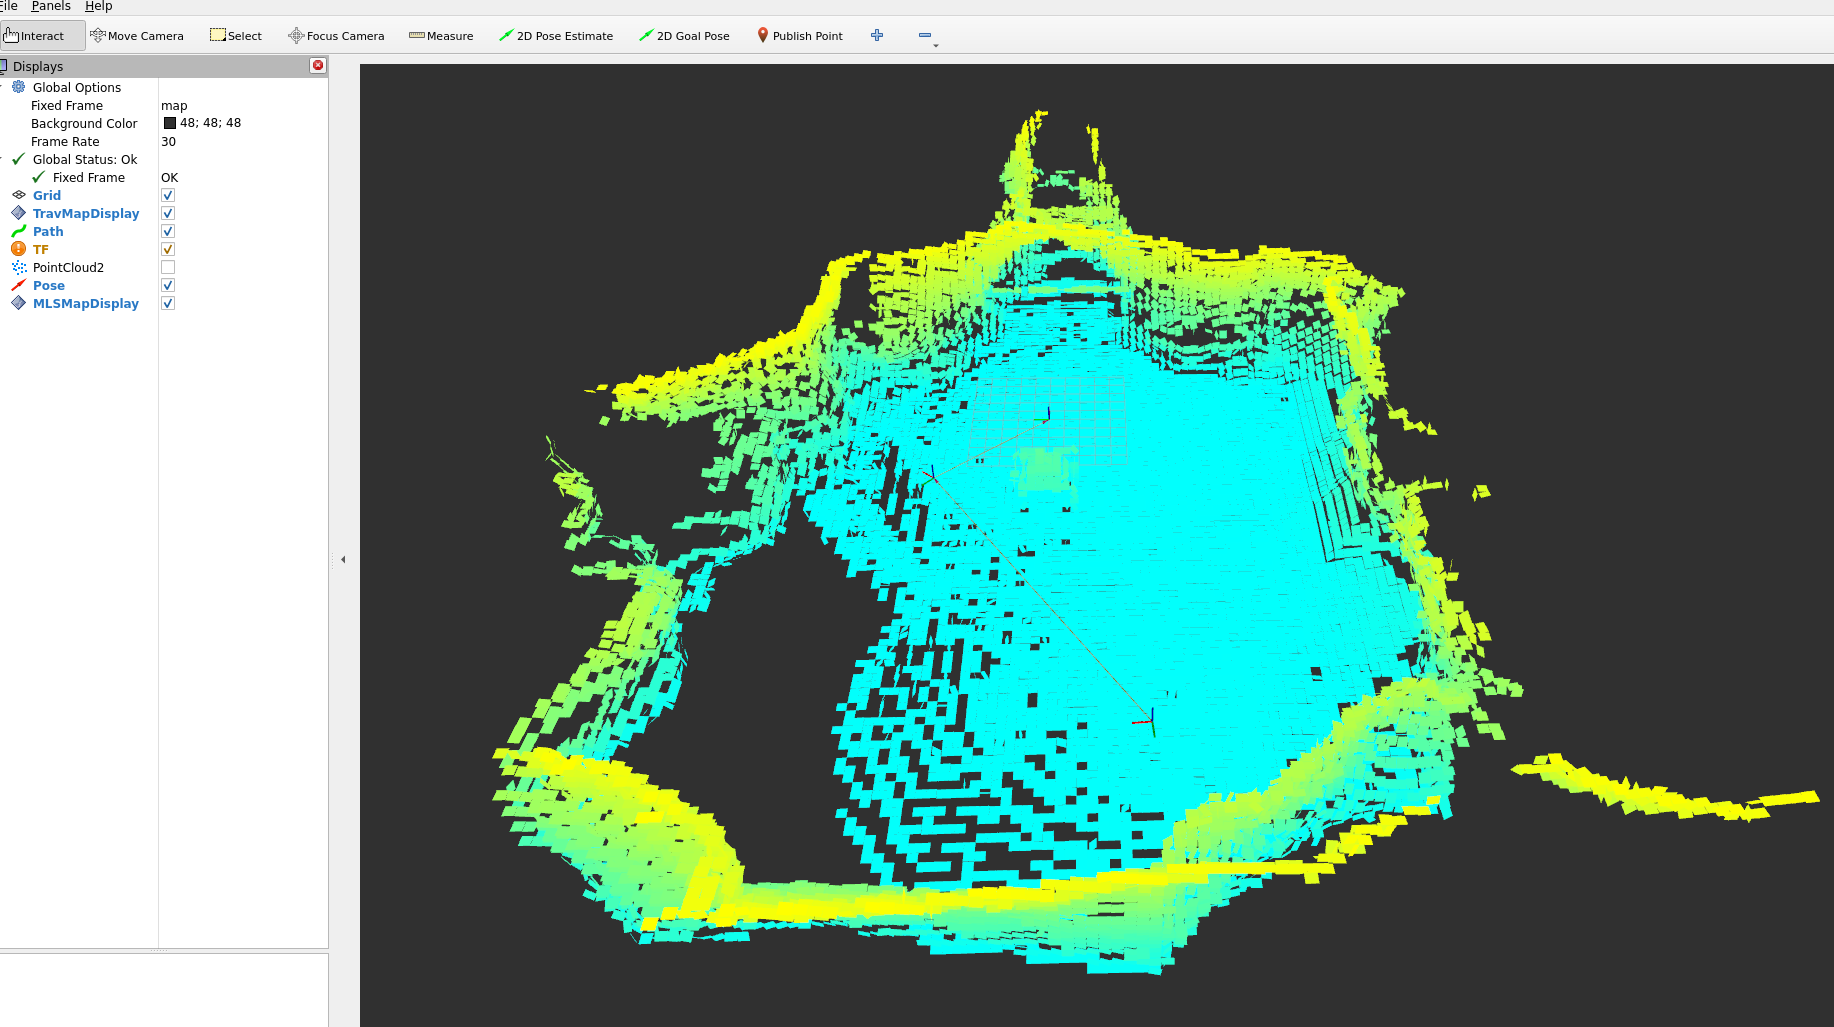 File Panels Help
Interact Move Camera Select Focus Camera Measure 2D Pose Estimate 2D Goal Pose Publish Point
Displays
Global Options
Fixed Frame map
Background Color 48; 48; 48
Frame Rate 30
Global Status: Ok
Fixed Frame OK
Grid
TravMapDisplay
Path
TF
PointCloud2
Pose
MLSMapDisplay